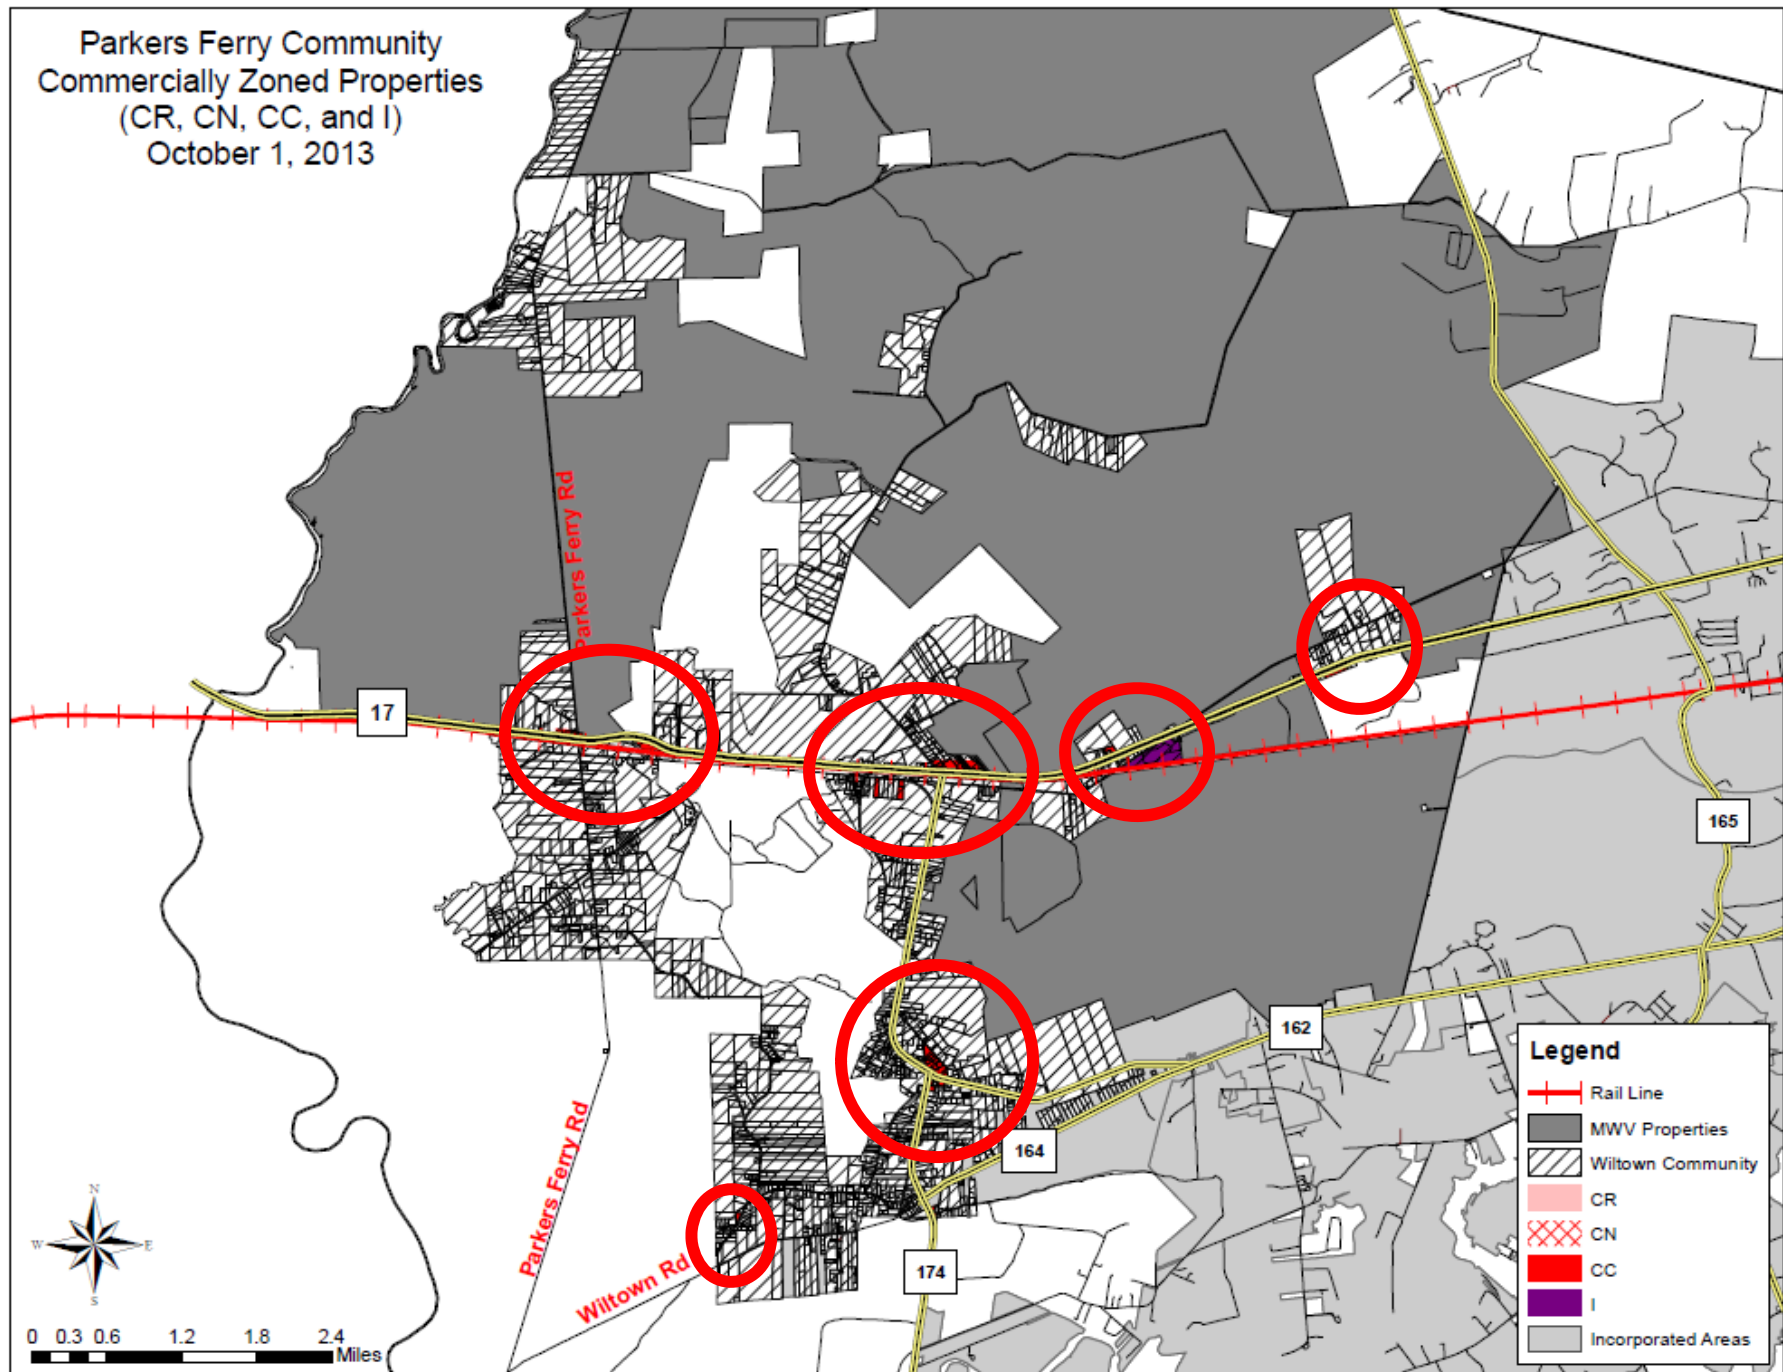 Parkers Ferry Community
Commercially Zoned Properties
(CR, CN, CC, and I)
October 1, 2013
Parkers Ferry Rd
17
165
162
164
174
Parkers Ferry Rd
Wiltown Rd
N
W
E
S
0 0.3 0.6 1.2 1.8 2.4
Miles
Legend
Rail Line
MWV Properties
Wiltown Community
CR
CN
CC
I
Incorporated Areas